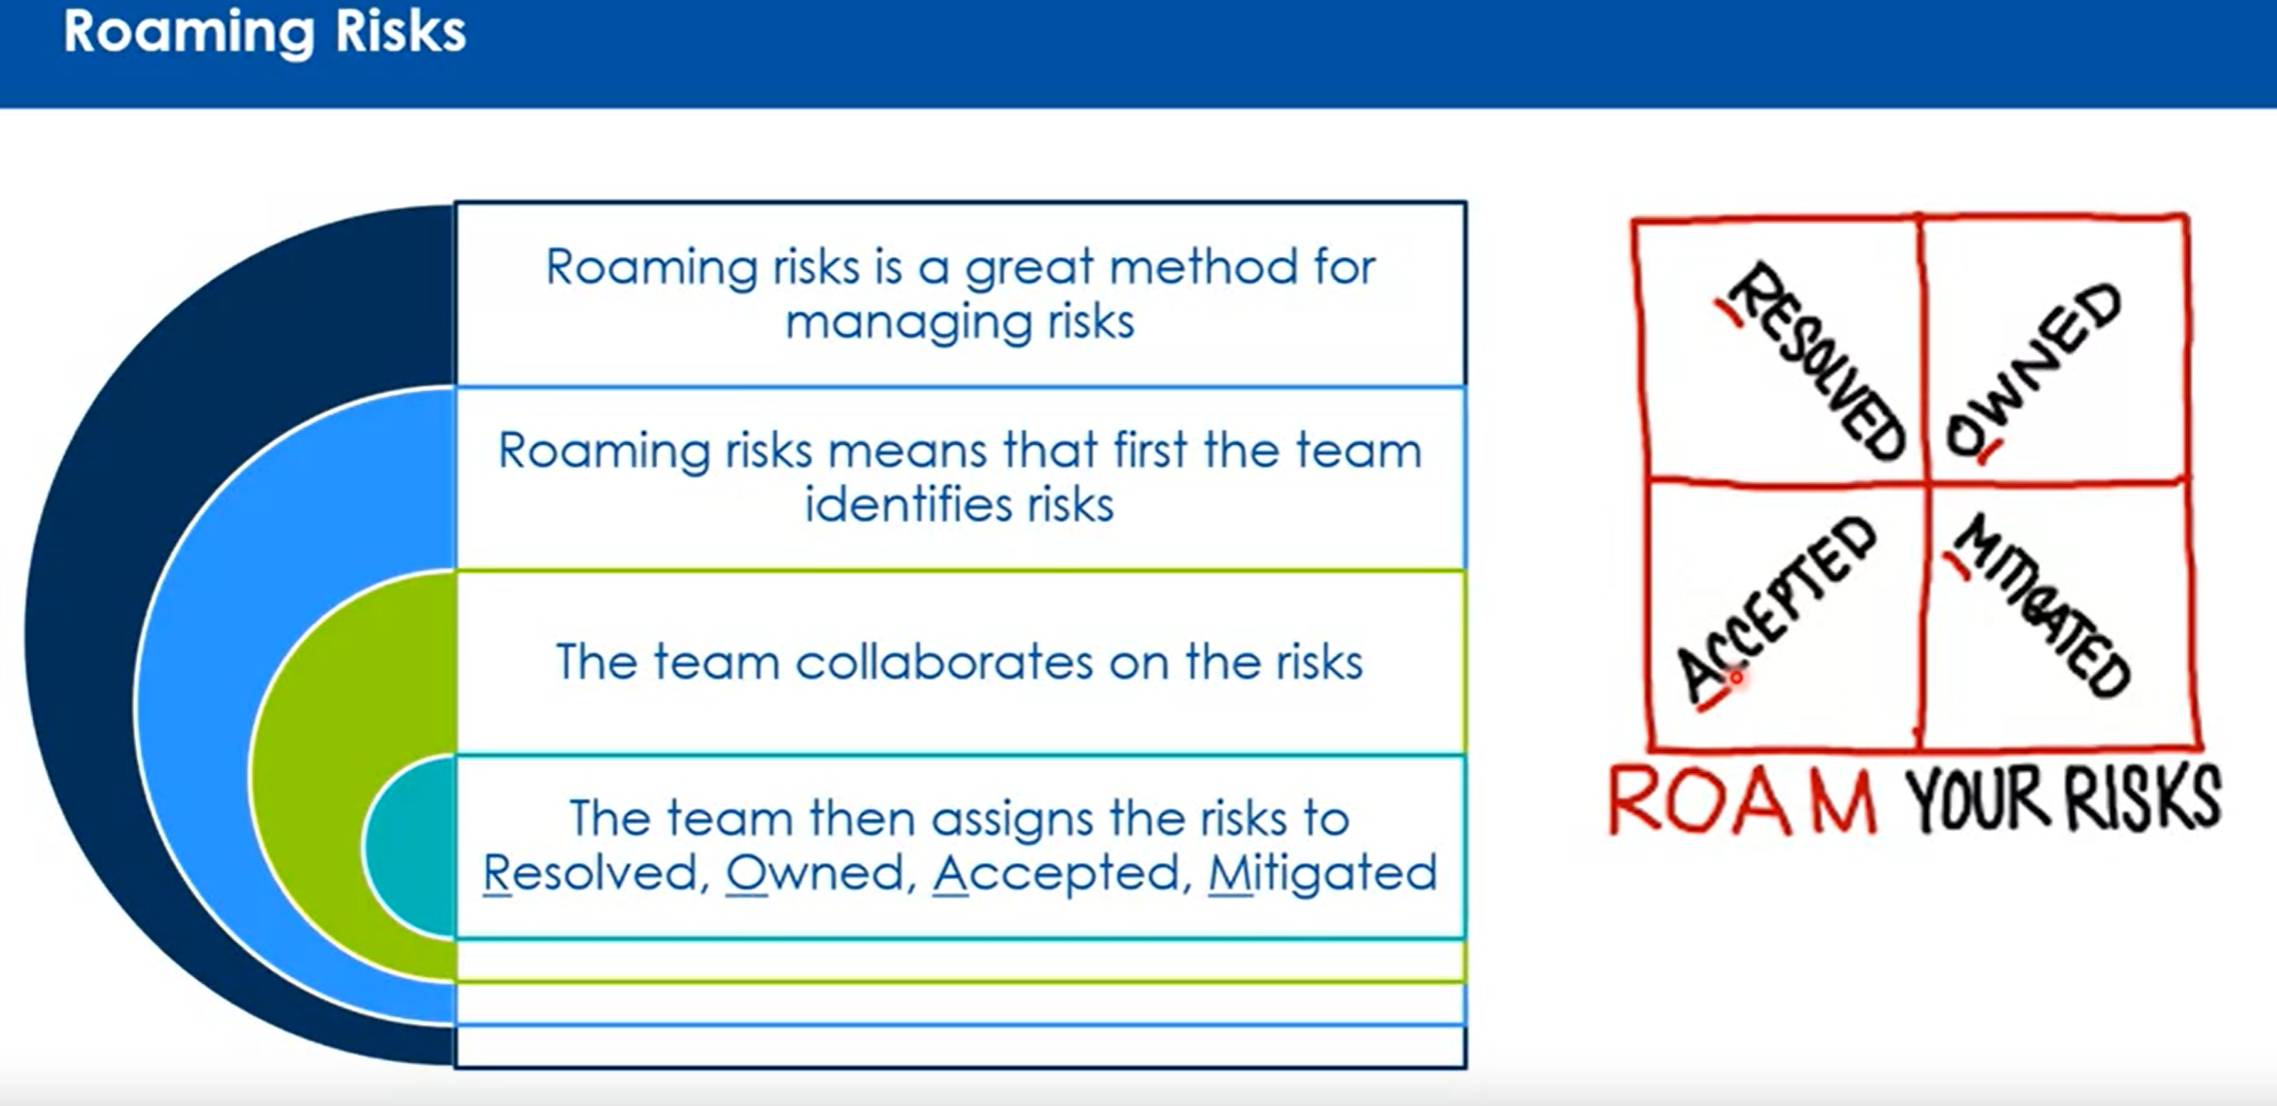 Roaming Risks
Roaming risks is a great method for
managing risks
Roaming risks means that first the team
identifies risks
The team collaborates on the risks
The team then assigns the risks to
Resolved, Owned, Accepted, Mitigated
RESOLVED
OWNED
ACCEPTED
MITIGATED
ROAM YOUR RISKS